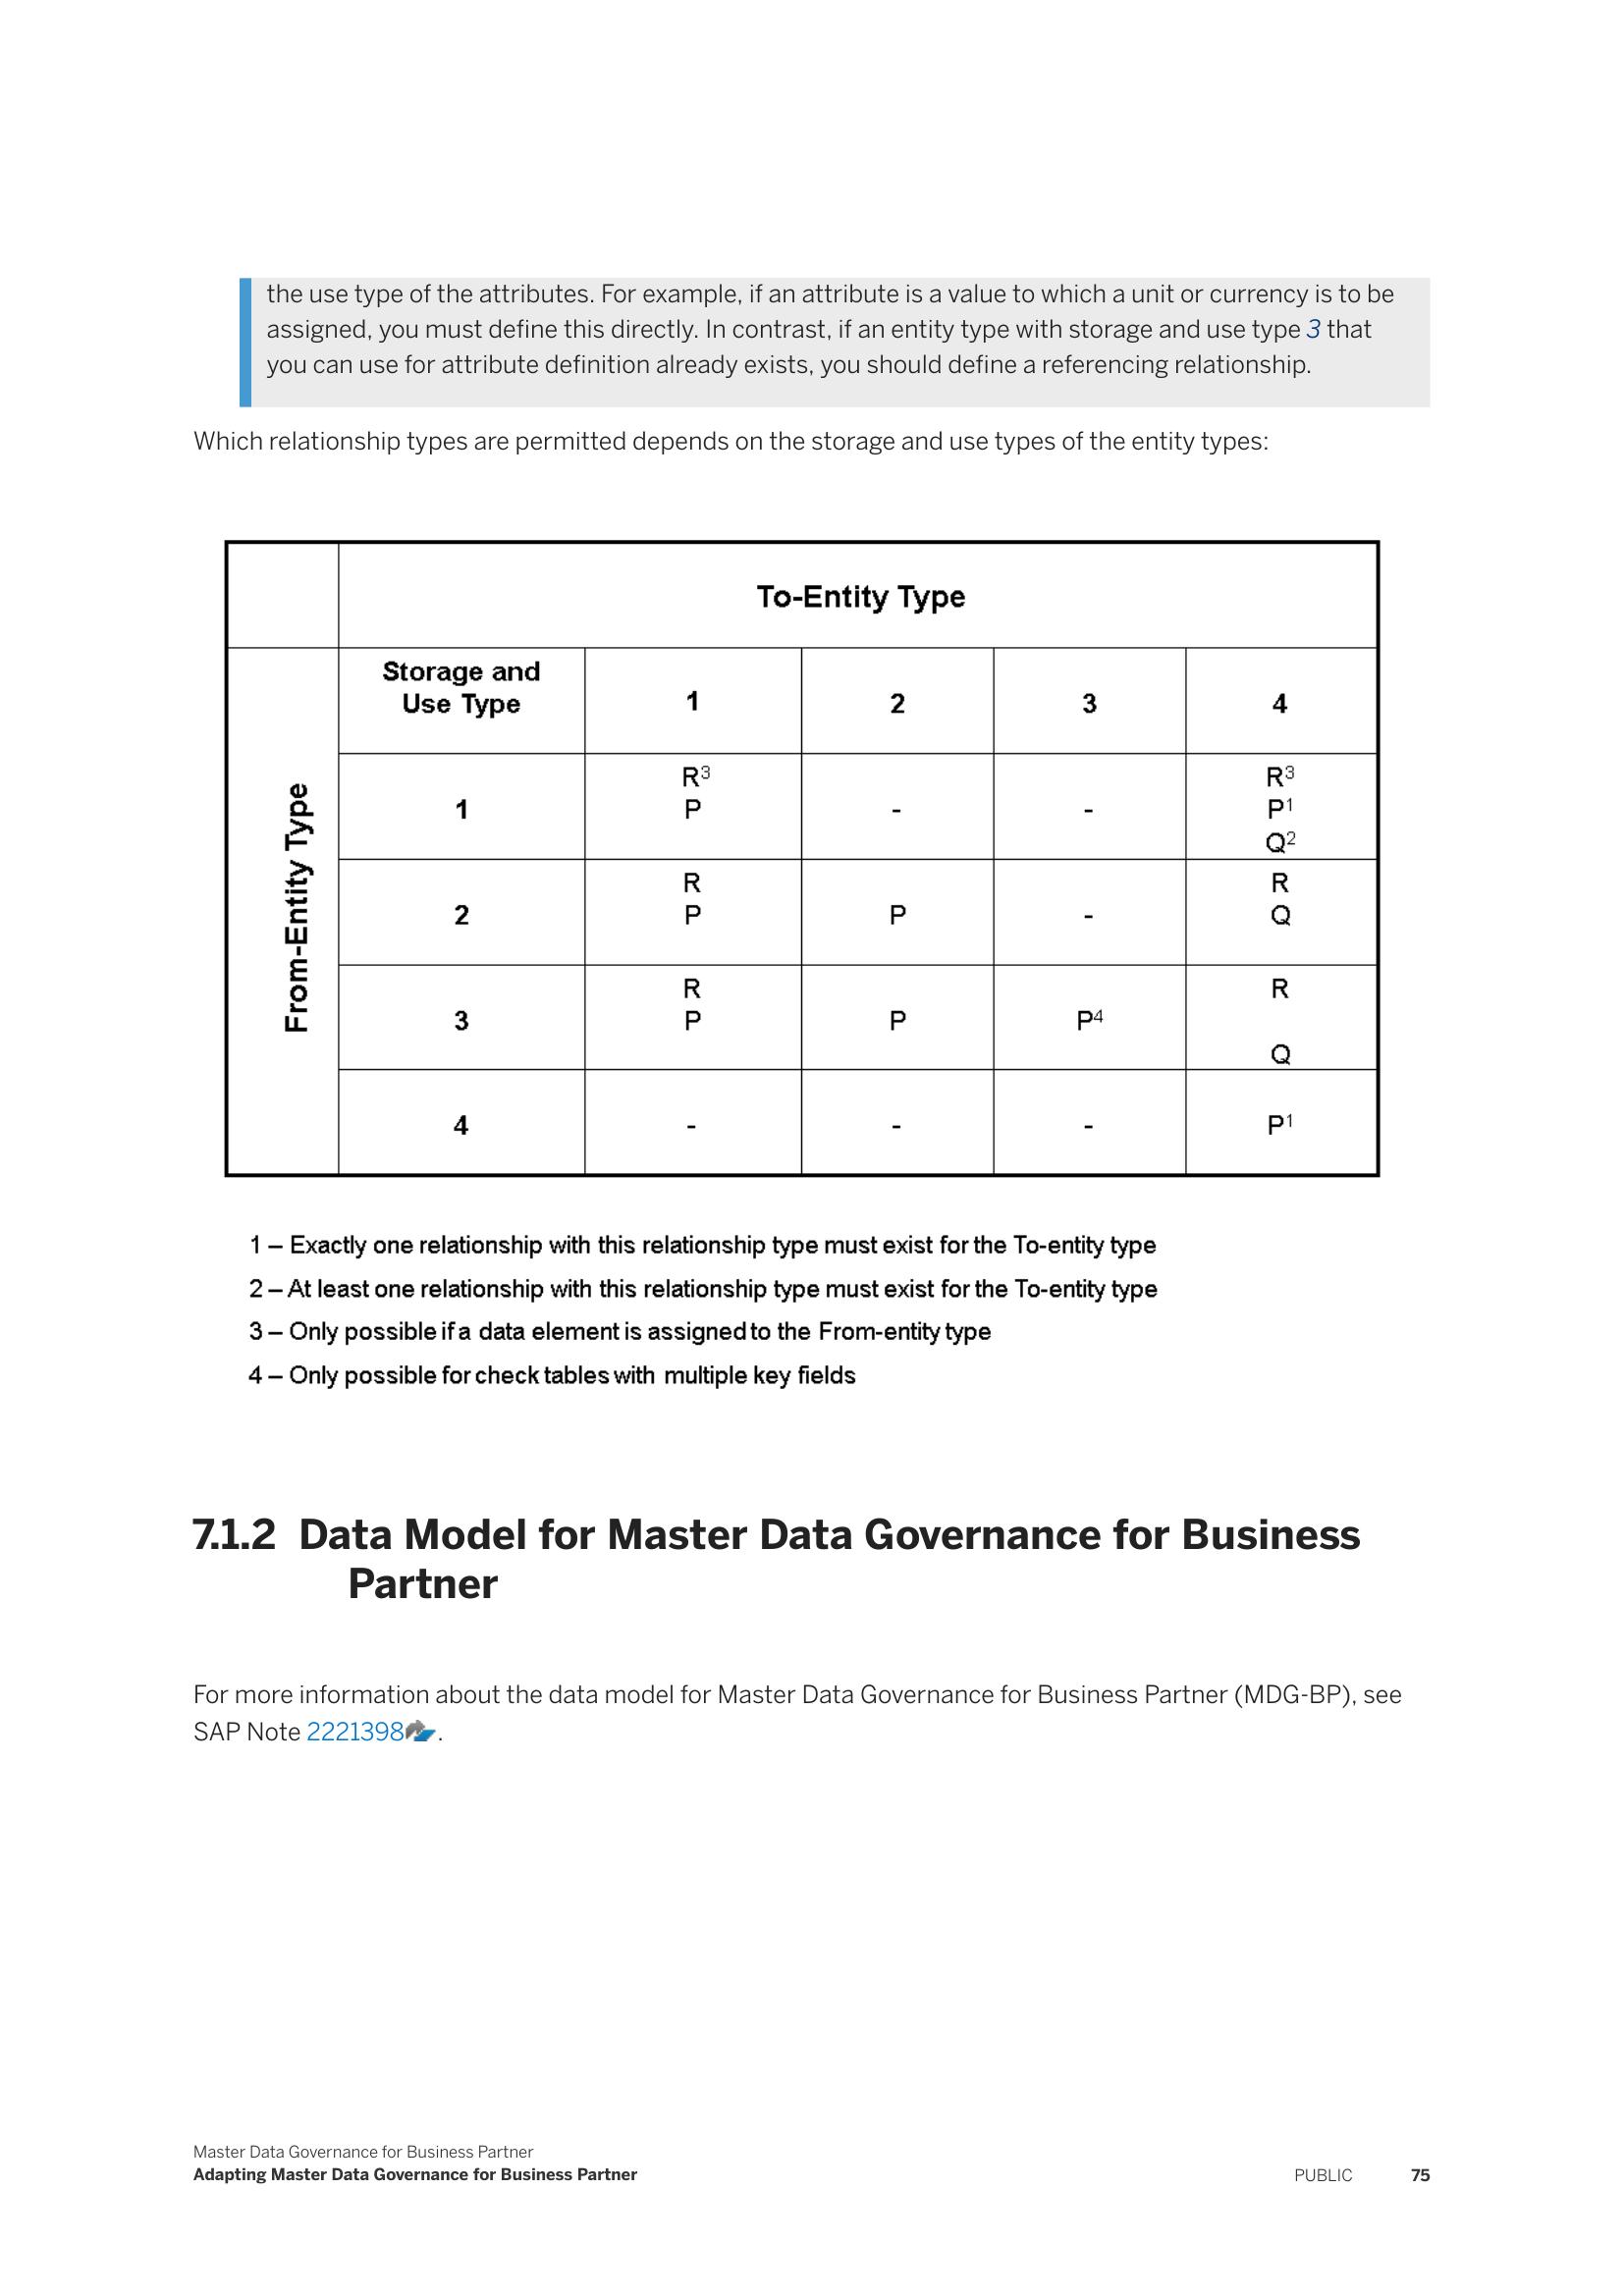 the use type of the attributes. For example, if an attribute is a value to which a unit or currency is to be
assigned, you must define this directly. In contrast, if an entity type with storage and use type 3 that
you can use for attribute definition already exists, you should define a referencing relationship.
Which relationship types are permitted depends on the storage and use types of the entity types:
To-Entity Type
From-Entity Type
Storage and
Use Type
1
2
3
4
1
R³
P
-
-
R³
P¹
Q²
2
R
P
P
-
R
Q
3
R
P
P
P⁴
R
Q
4
-
-
-
P¹
1 – Exactly one relationship with this relationship type must exist for the To-entity type
2 – At least one relationship with this relationship type must exist for the To-entity type
3 – Only possible if a data element is assigned to the From-entity type
4 – Only possible for check tables with multiple key fields
7.1.2 Data Model for Master Data Governance for Business
Partner
For more information about the data model for Master Data Governance for Business Partner (MDG-BP), see
SAP Note 2221398.
Master Data Governance for Business Partner
Adapting Master Data Governance for Business Partner
PUBLIC 75